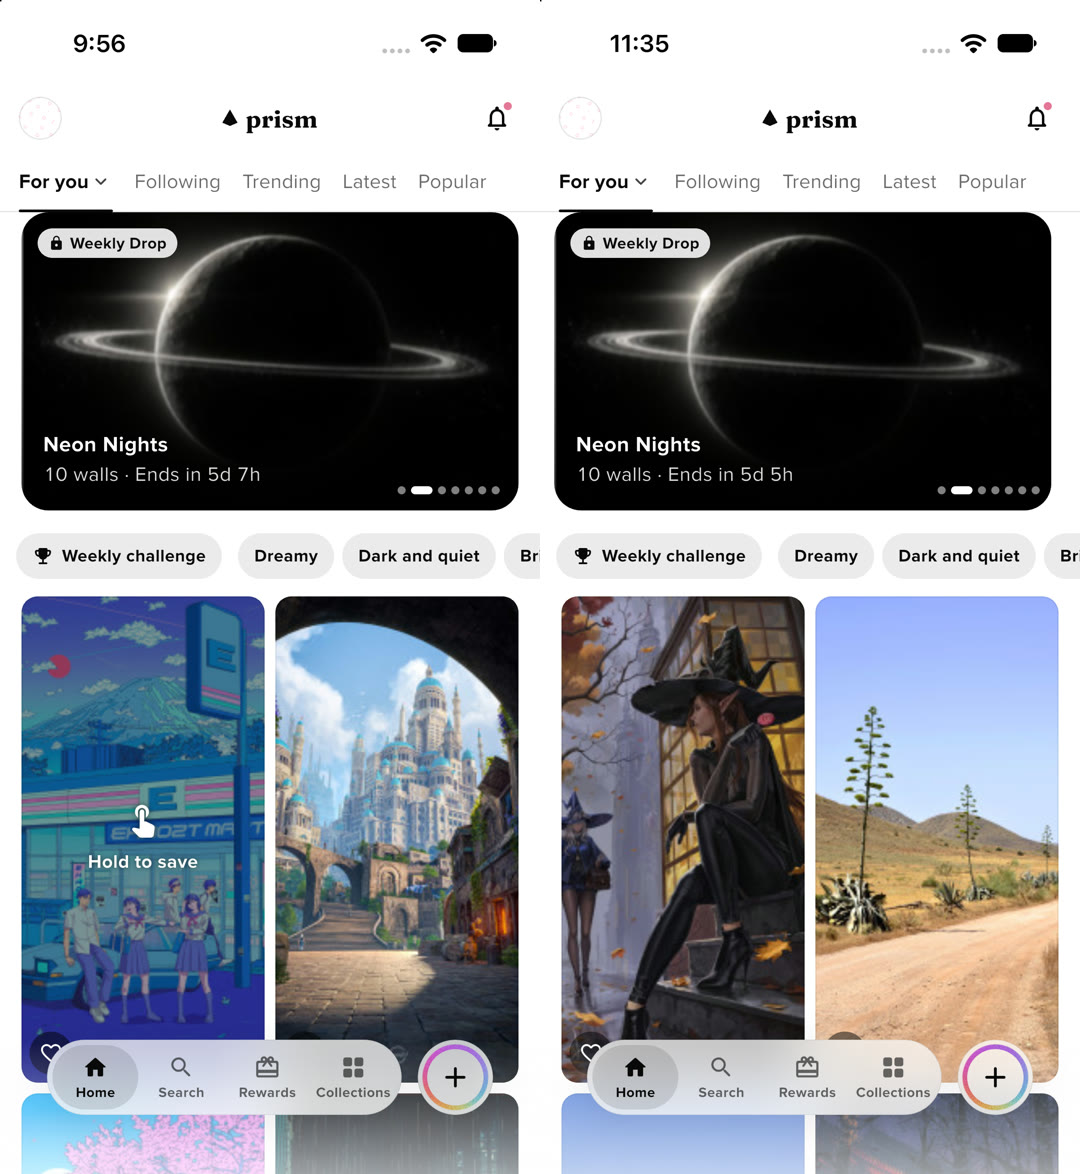 9:56
prism
For you
Following
Trending
Latest
Popular
Weekly Drop
Neon Nights
10 walls · Ends in 5d 7h
Weekly challenge
Dreamy
Dark and quiet
Bri
E
E
Hold to save
Home
Search
Rewards
Collections
11:35
prism
For you
Following
Trending
Latest
Popular
Weekly Drop
Neon Nights
10 walls · Ends in 5d 5h
Weekly challenge
Dreamy
Dark and quiet
Bri
Home
Search
Rewards
Collections